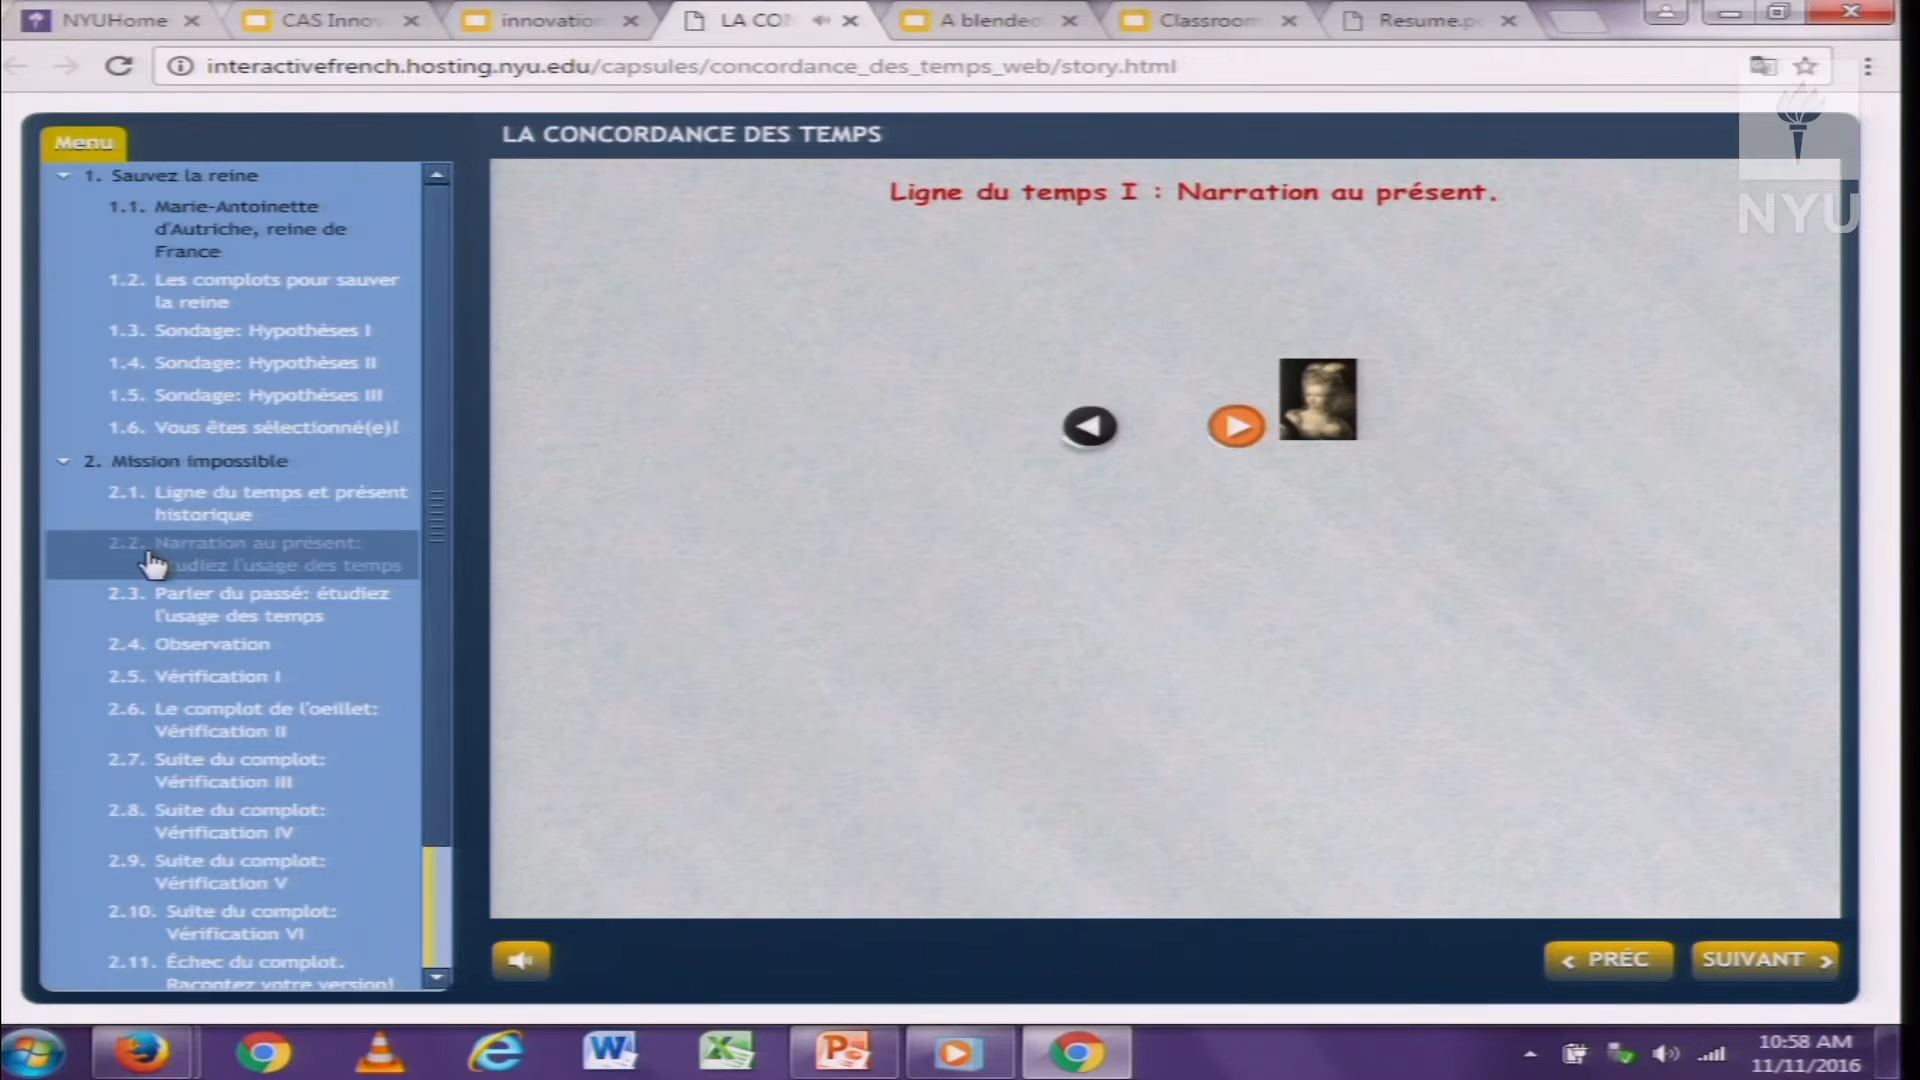 NYUHome
CAS Innov
innovation
LA CON
A blended
Classroom
Resume.p
interactivefrench.hosting.nyu.edu/capsules/concordance_des_temps_web/story.html
NYU
Menu
LA CONCORDANCE DES TEMPS
1. Sauvez la reine
1.1. Marie-Antoinette
d'Autriche, reine de
France
1.2. Les complots pour sauver
la reine
1.3. Sondage: Hypothèses I
1.4. Sondage: Hypothèses II
1.5. Sondage: Hypothèses III
1.6. Vous êtes sélectionné(e)!
2. Mission impossible
2.1. Ligne du temps et présent
historique
2.2. Narration au présent:
udiez l'usage des temps
2.3. Parler du passé: étudiez
l'usage des temps
2.4. Observation
2.5. Vérification I
2.6. Le complot de l'oeillet:
Vérification II
2.7. Suite du complot:
Vérification III
2.8. Suite du complot:
Vérification IV
2.9. Suite du complot:
Vérification V
2.10. Suite du complot:
Vérification VI
2.11. Échec du complot.
Racontez votre version!
Ligne du temps I : Narration au présent.
< PRÉC
SUIVANT >
10:58 AM
11/11/2016